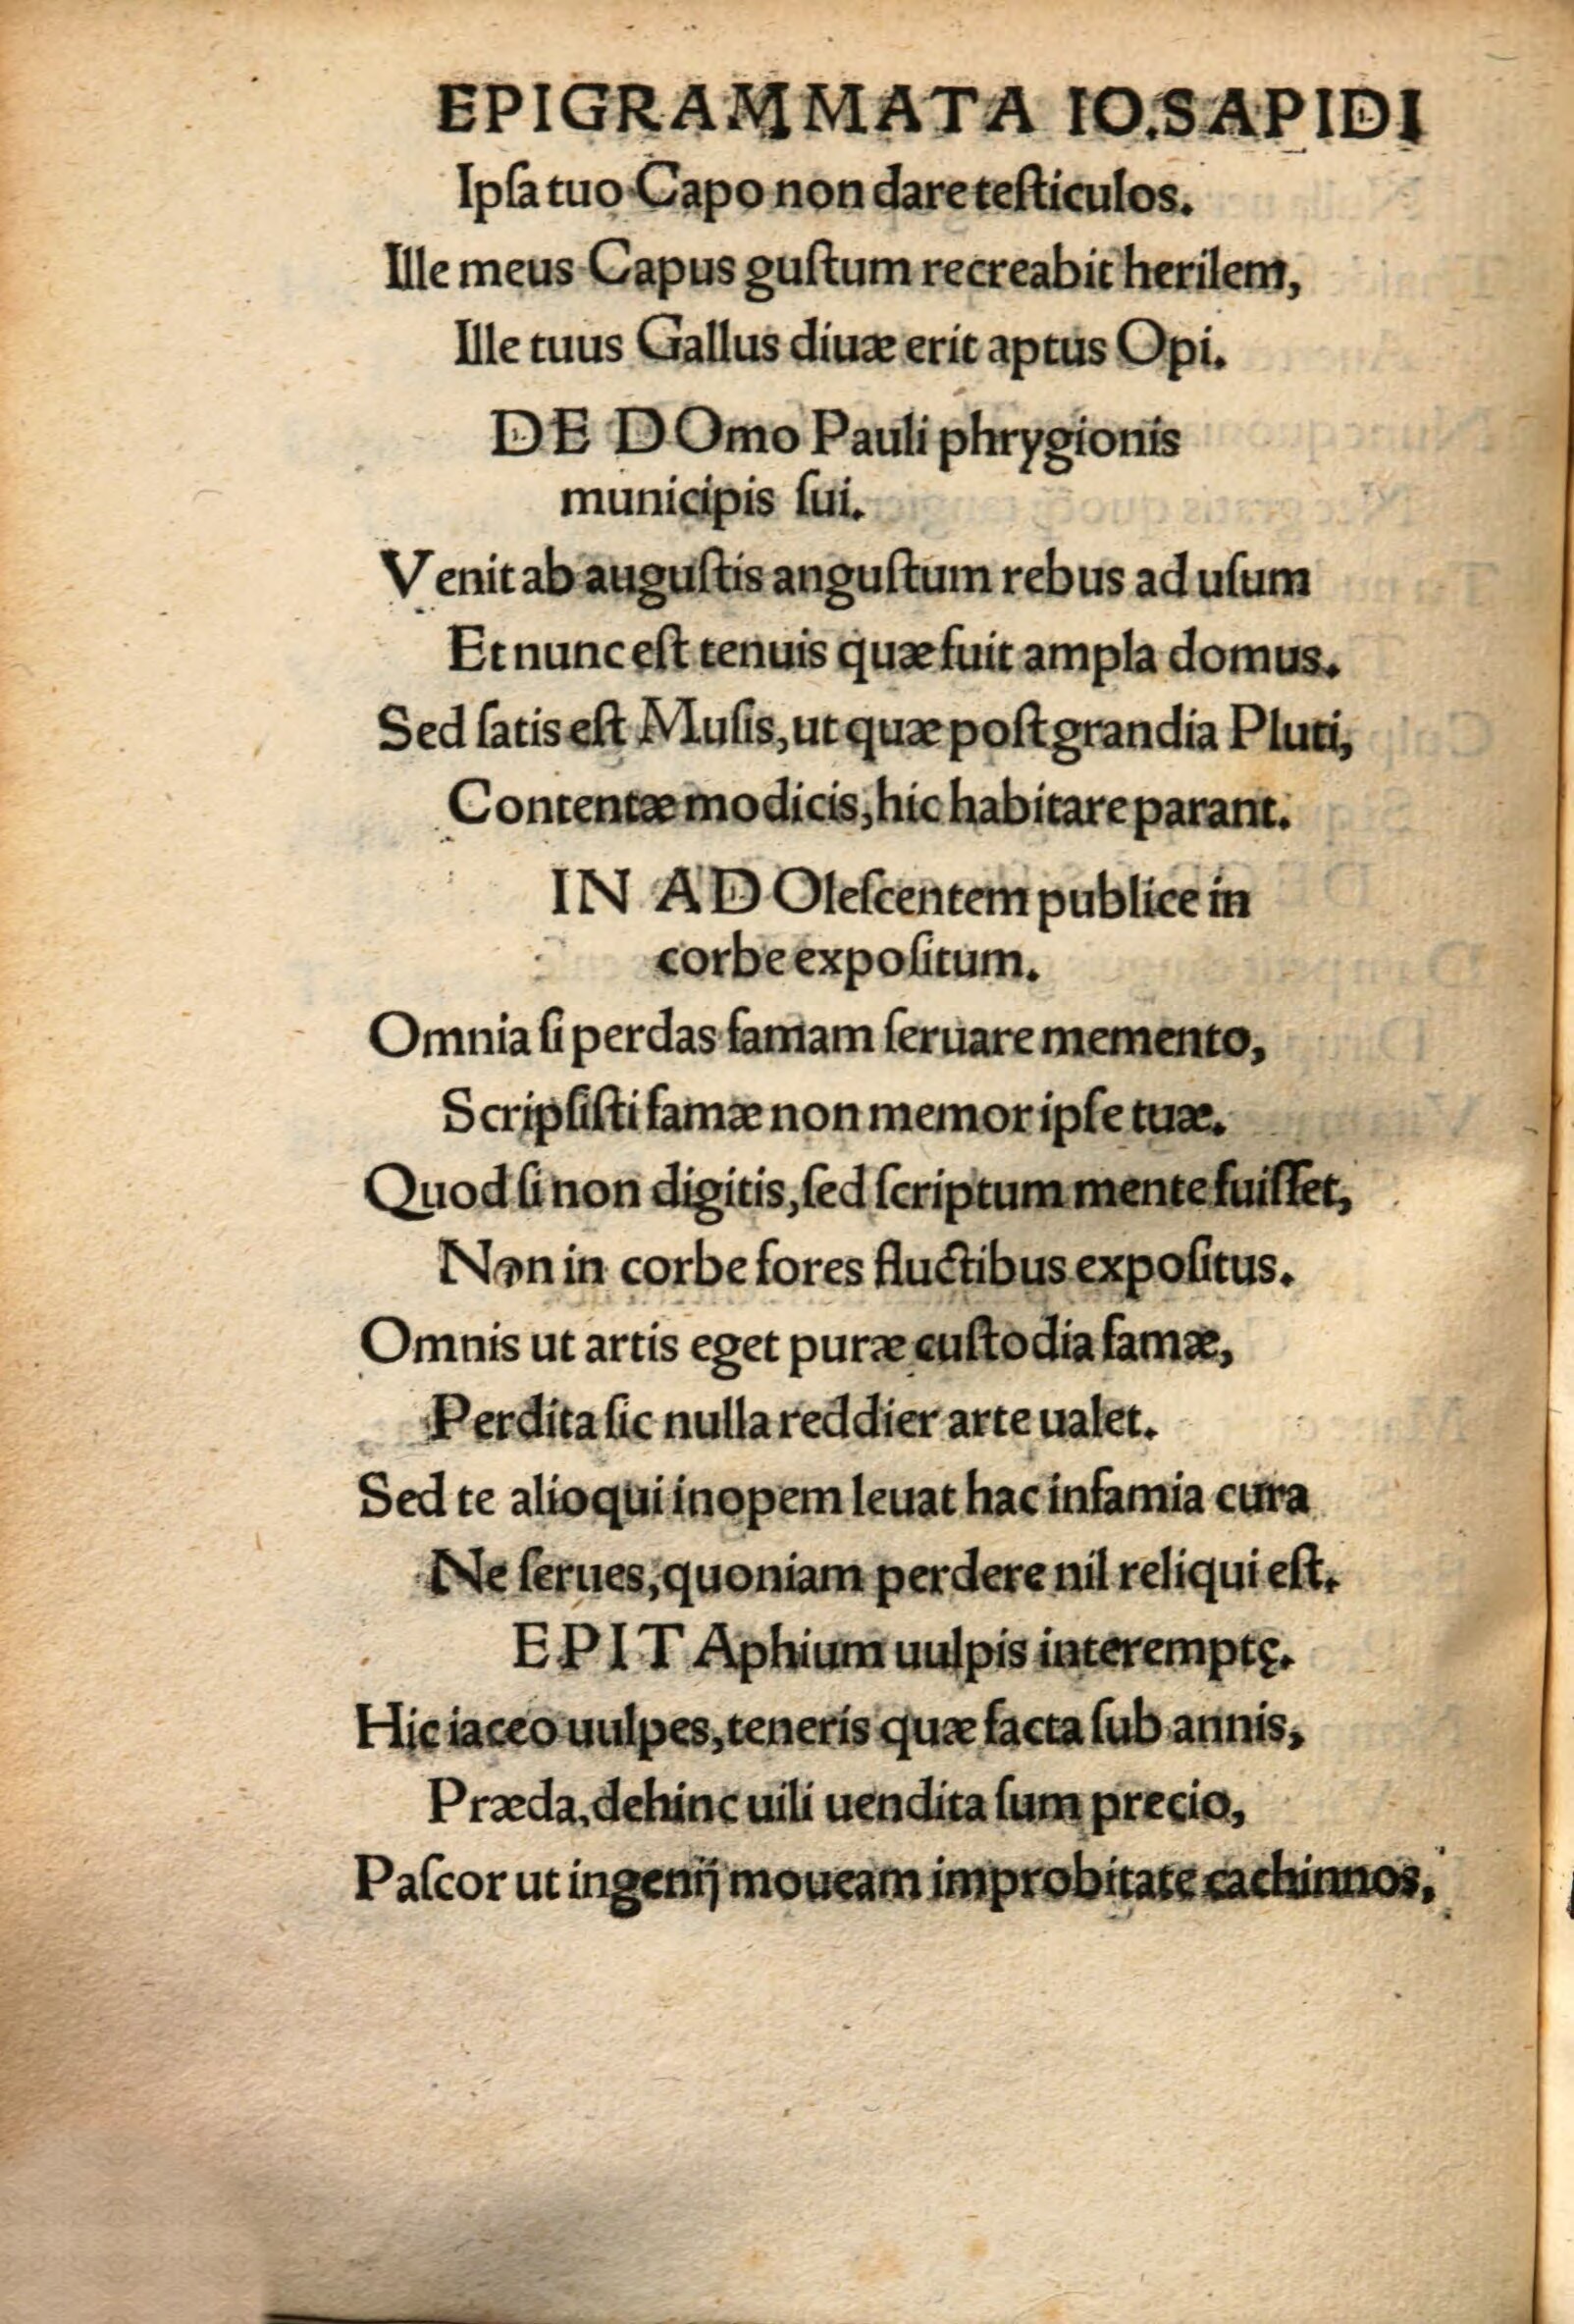 EPIGRAMMATA IO.SAPIDI
Ipſa tuo Capo non dare teſticulos.
Ille meus Capus guſtum recreabit herilem,
Ille tuus Gallus diuæ erit aptus Opi.
DE DOmo Pauli phrygionis
municipis ſui.
Venit ab auguſtis anguſtum rebus ad uſum
Et nunc eſt tenuis quæ fuit ampla domus.
Sed ſatis eſt Muſis, ut quæ poſt grandia Pluti,
Contentæ modicis, hic habitare parant.
IN ADOleſcentem publice in
corbe expoſitum.
Omnia ſi perdas famam ſeruare memento,
Scripſiſti famæ non memor ipſe tuæ.
Quod ſi non digitis, ſed ſcriptum mente fuiſſet,
Non in corbe fores fluctibus expoſitus.
Omnis ut artis eget puræ cuſtodia famæ,
Perdita ſic nulla reddier arte ualet.
Sed te alioqui inopem leuat hac infamia cura
Ne ſerues, quoniam perdere nil reliqui eſt.
EPITAphium uulpis interemptę.
Hic iaceo uulpes, teneris quæ facta ſub annis,
Præda, dehinc uili uendita ſum precio,
Paſcor ut ingenij moueam improbitate cachinnos,